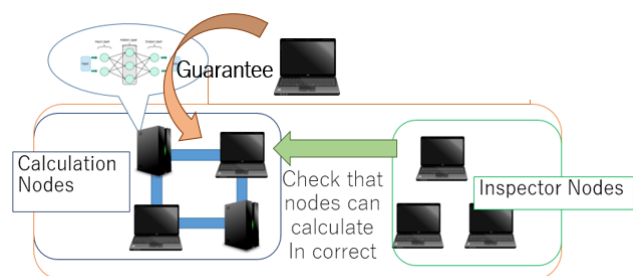 Guarantee
Calculation
Nodes
Check that
nodes can
calculate
In correct
Inspector Nodes